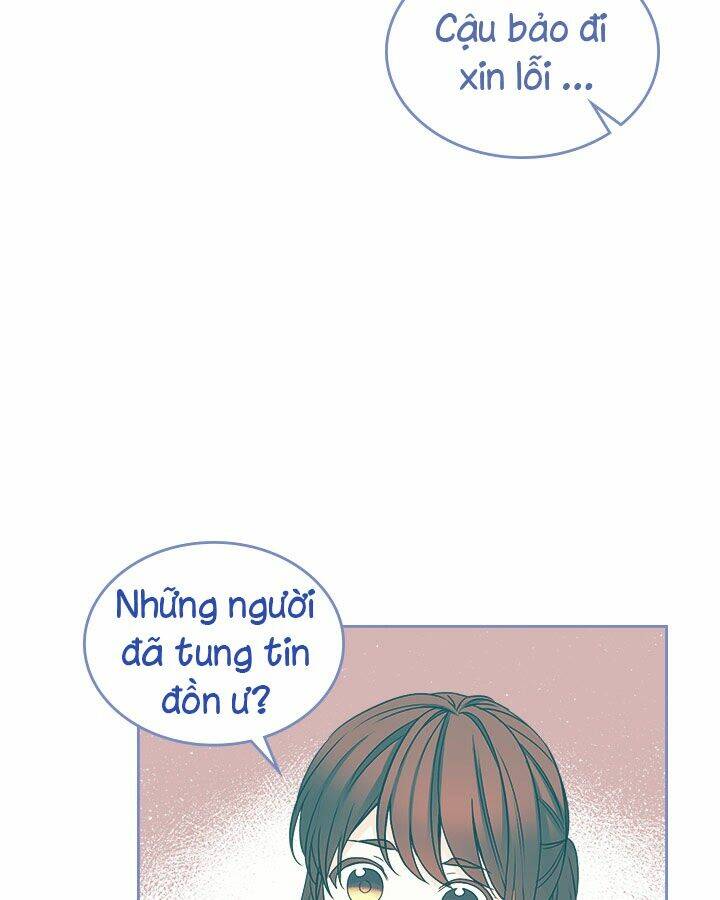 Cậu bảo đi
xin lỗi ...
Những người
đã tung tin
đồn ư?